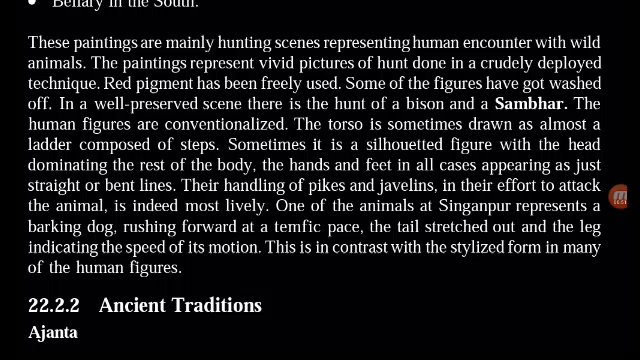 Bellary in the South.
These paintings are mainly hunting scenes representing human encounter with wild
animals. The paintings represent vivid pictures of hunt done in a crudely deployed
technique. Red pigment has been freely used. Some of the figures have got washed
off. In a well-preserved scene there is the hunt of a bison and a Sambhar. The
human figures are conventionalized. The torso is sometimes drawn as almost a
ladder composed of steps. Sometimes it is a silhouetted figure with the head
dominating the rest of the body, the hands and feet in all cases appearing as just
straight or bent lines. Their handling of pikes and javelins, in their effort to attack
the animal, is indeed most lively. One of the animals at Singanpur represents a
barking dog, rushing forward at a temfic pace, the tail stretched out and the leg
indicating the speed of its motion. This is in contrast with the stylized form in many
of the human figures.
22.2.2 Ancient Traditions
Ajanta